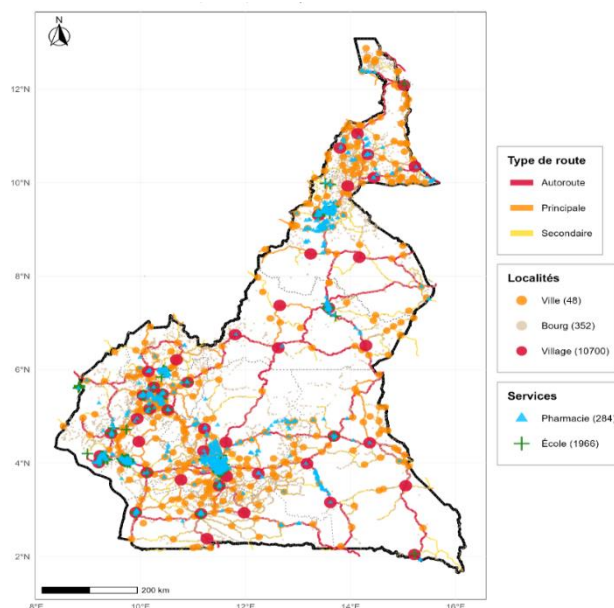 N
12°N
10°N
8°N
6°N
4°N
2°N
8°E
10°E
12°E
14°E
16°E
200 km
Type de route
Autoroute
Principale
Secondaire
Localités
Ville (48)
Bourg (352)
Village (10700)
Services
Pharmacie (284)
École (1966)